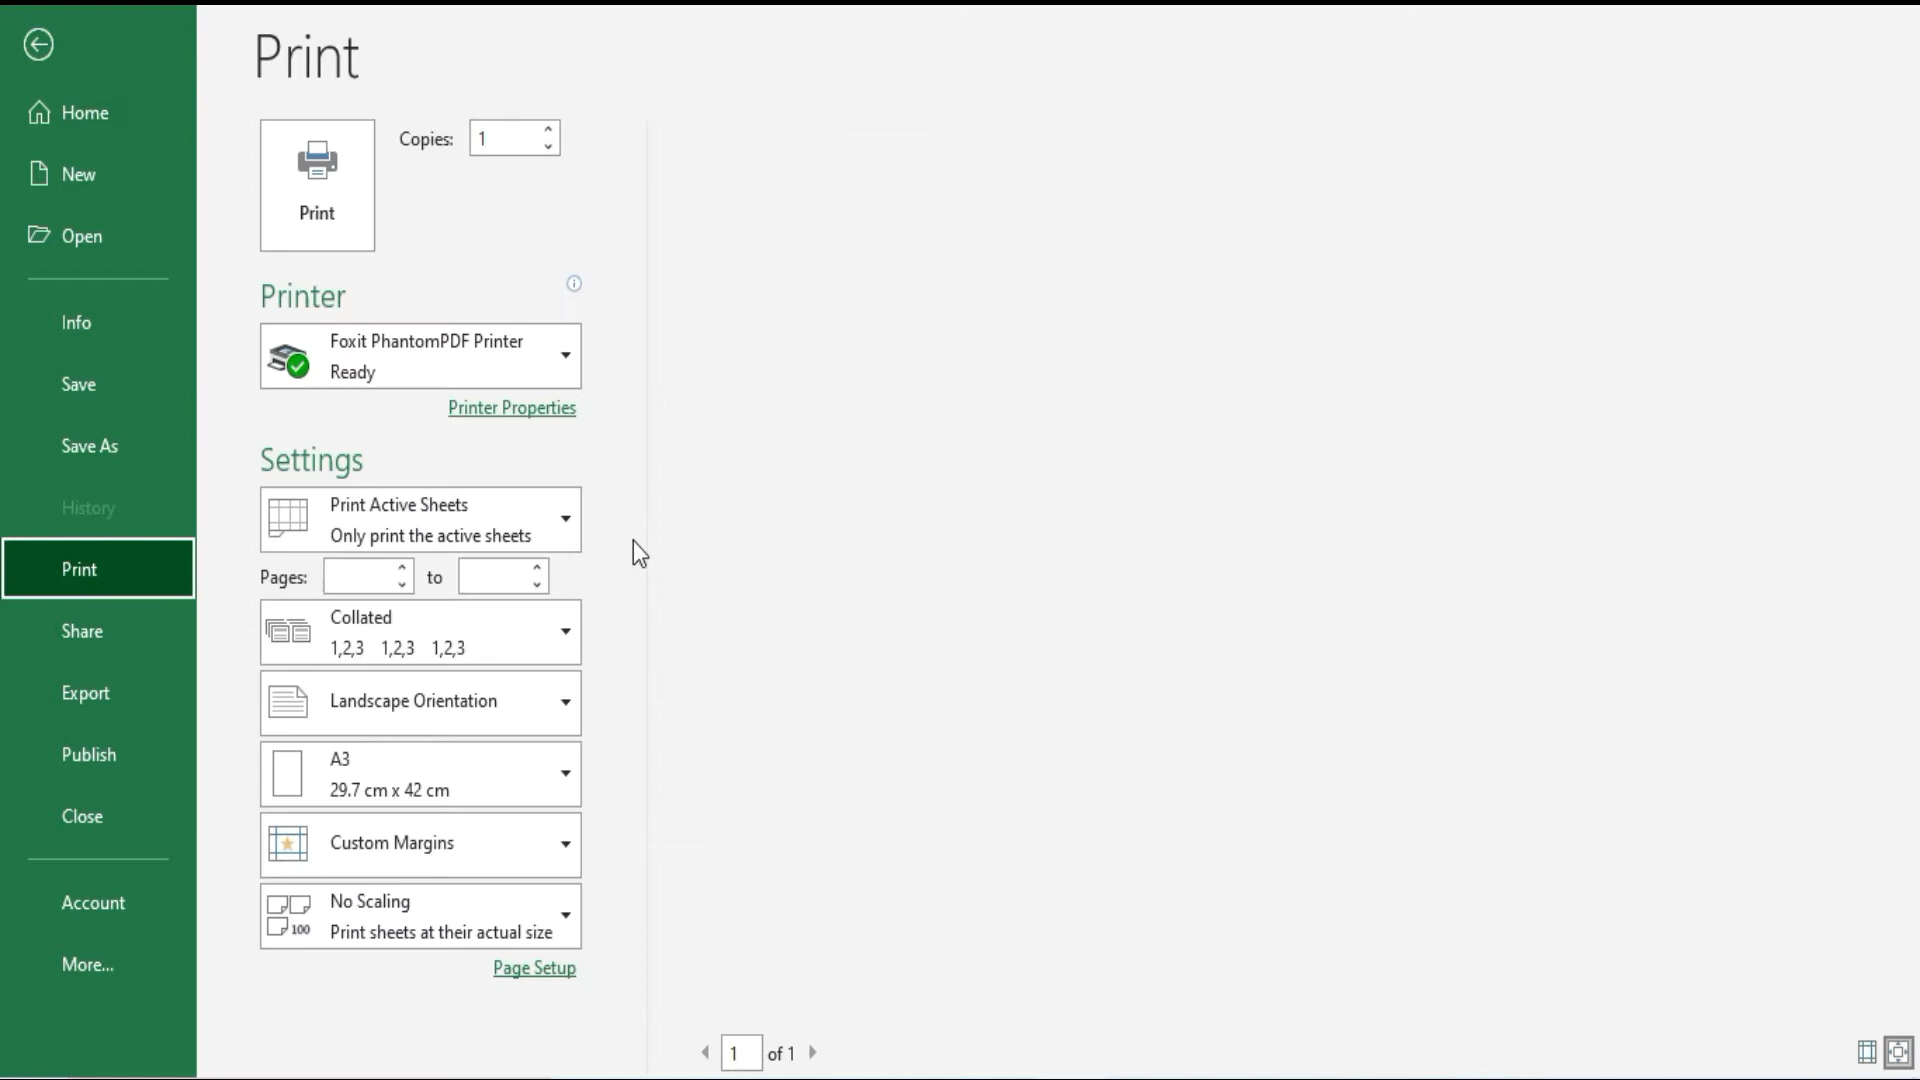 Print
Home
New
Open
Info
Save
Save As
History
Print
Share
Export
Publish
Close
Account
More...
Print
Copies: 1
Printer
Foxit PhantomPDF Printer
Ready
Printer Properties
Settings
Print Active Sheets
Only print the active sheets
Pages: to
Collated
1,2,3 1,2,3 1,2,3
Landscape Orientation
A3
29.7 cm x 42 cm
Custom Margins
No Scaling
100
Print sheets at their actual size
Page Setup
1 of 1